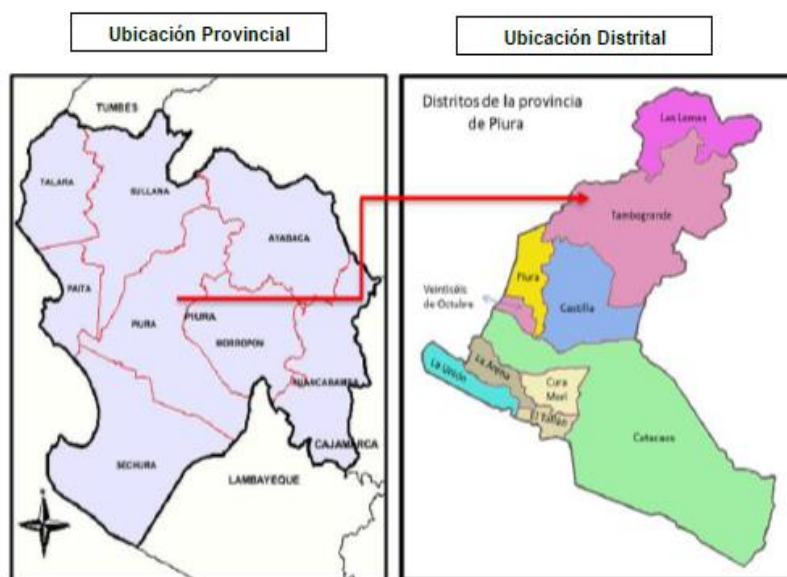 Ubicación Provincial
Ubicación Distrital
TUMBES
TALARA
SULLANA
AYABACA
PAITA
PIURA
PIURA
MORROPON
HUANCABAMBA
CAJAMARCA
SECHURA
LAMBAYEQUE
Distritos de la provincia
de Piura
Las Lomas
Tambogrande
Piura
Veintiséis
de Octubre
Castilla
La Arena
La Unión
Cura
Mori
El Tallán
Catacaos